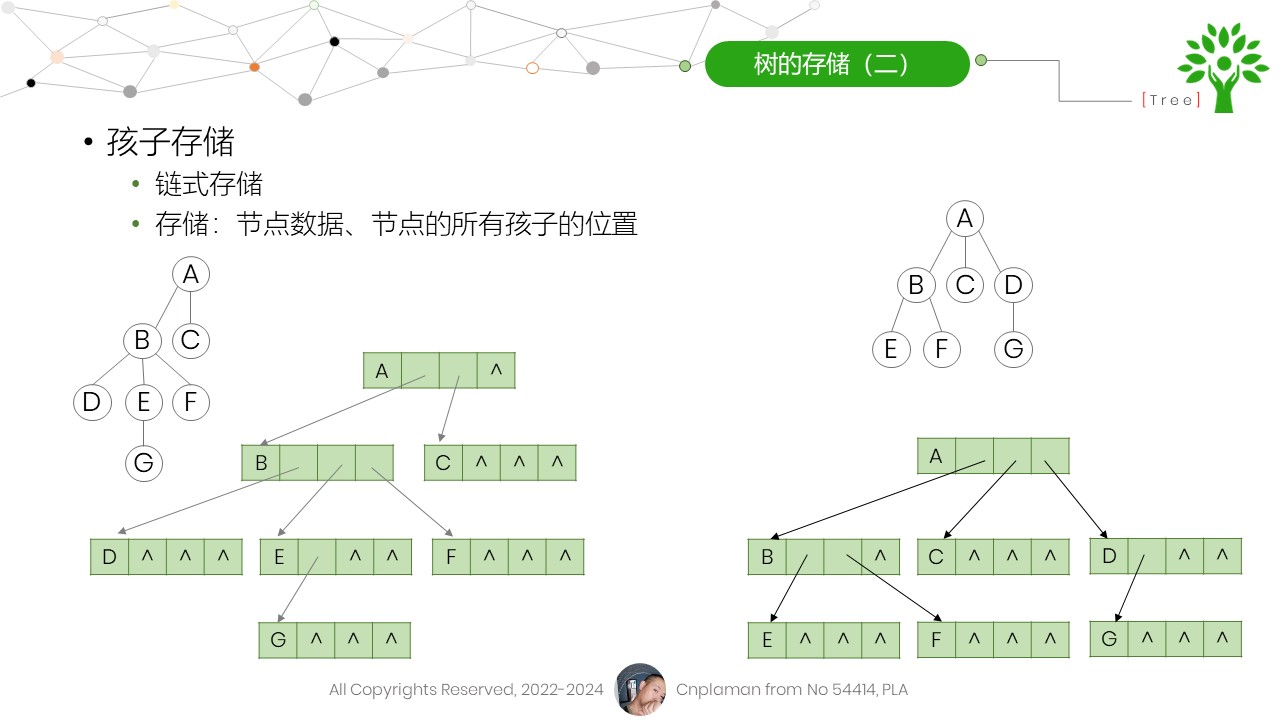 树的存储（二）
[Tree]
• 孩子存储
• 链式存储
• 存储：节点数据、节点的所有孩子的位置
A
B C
D E F
G
A ^
B
C ^ ^ ^
D ^ ^ ^
E ^ ^
F ^ ^ ^
G ^ ^ ^
A
B C D
E F G
A
B ^
C ^ ^ ^
D ^ ^
E ^ ^ ^
F ^ ^ ^
G ^ ^ ^
All Copyrights Reserved, 2022-2024
Cnplaman from No 54414, PLA